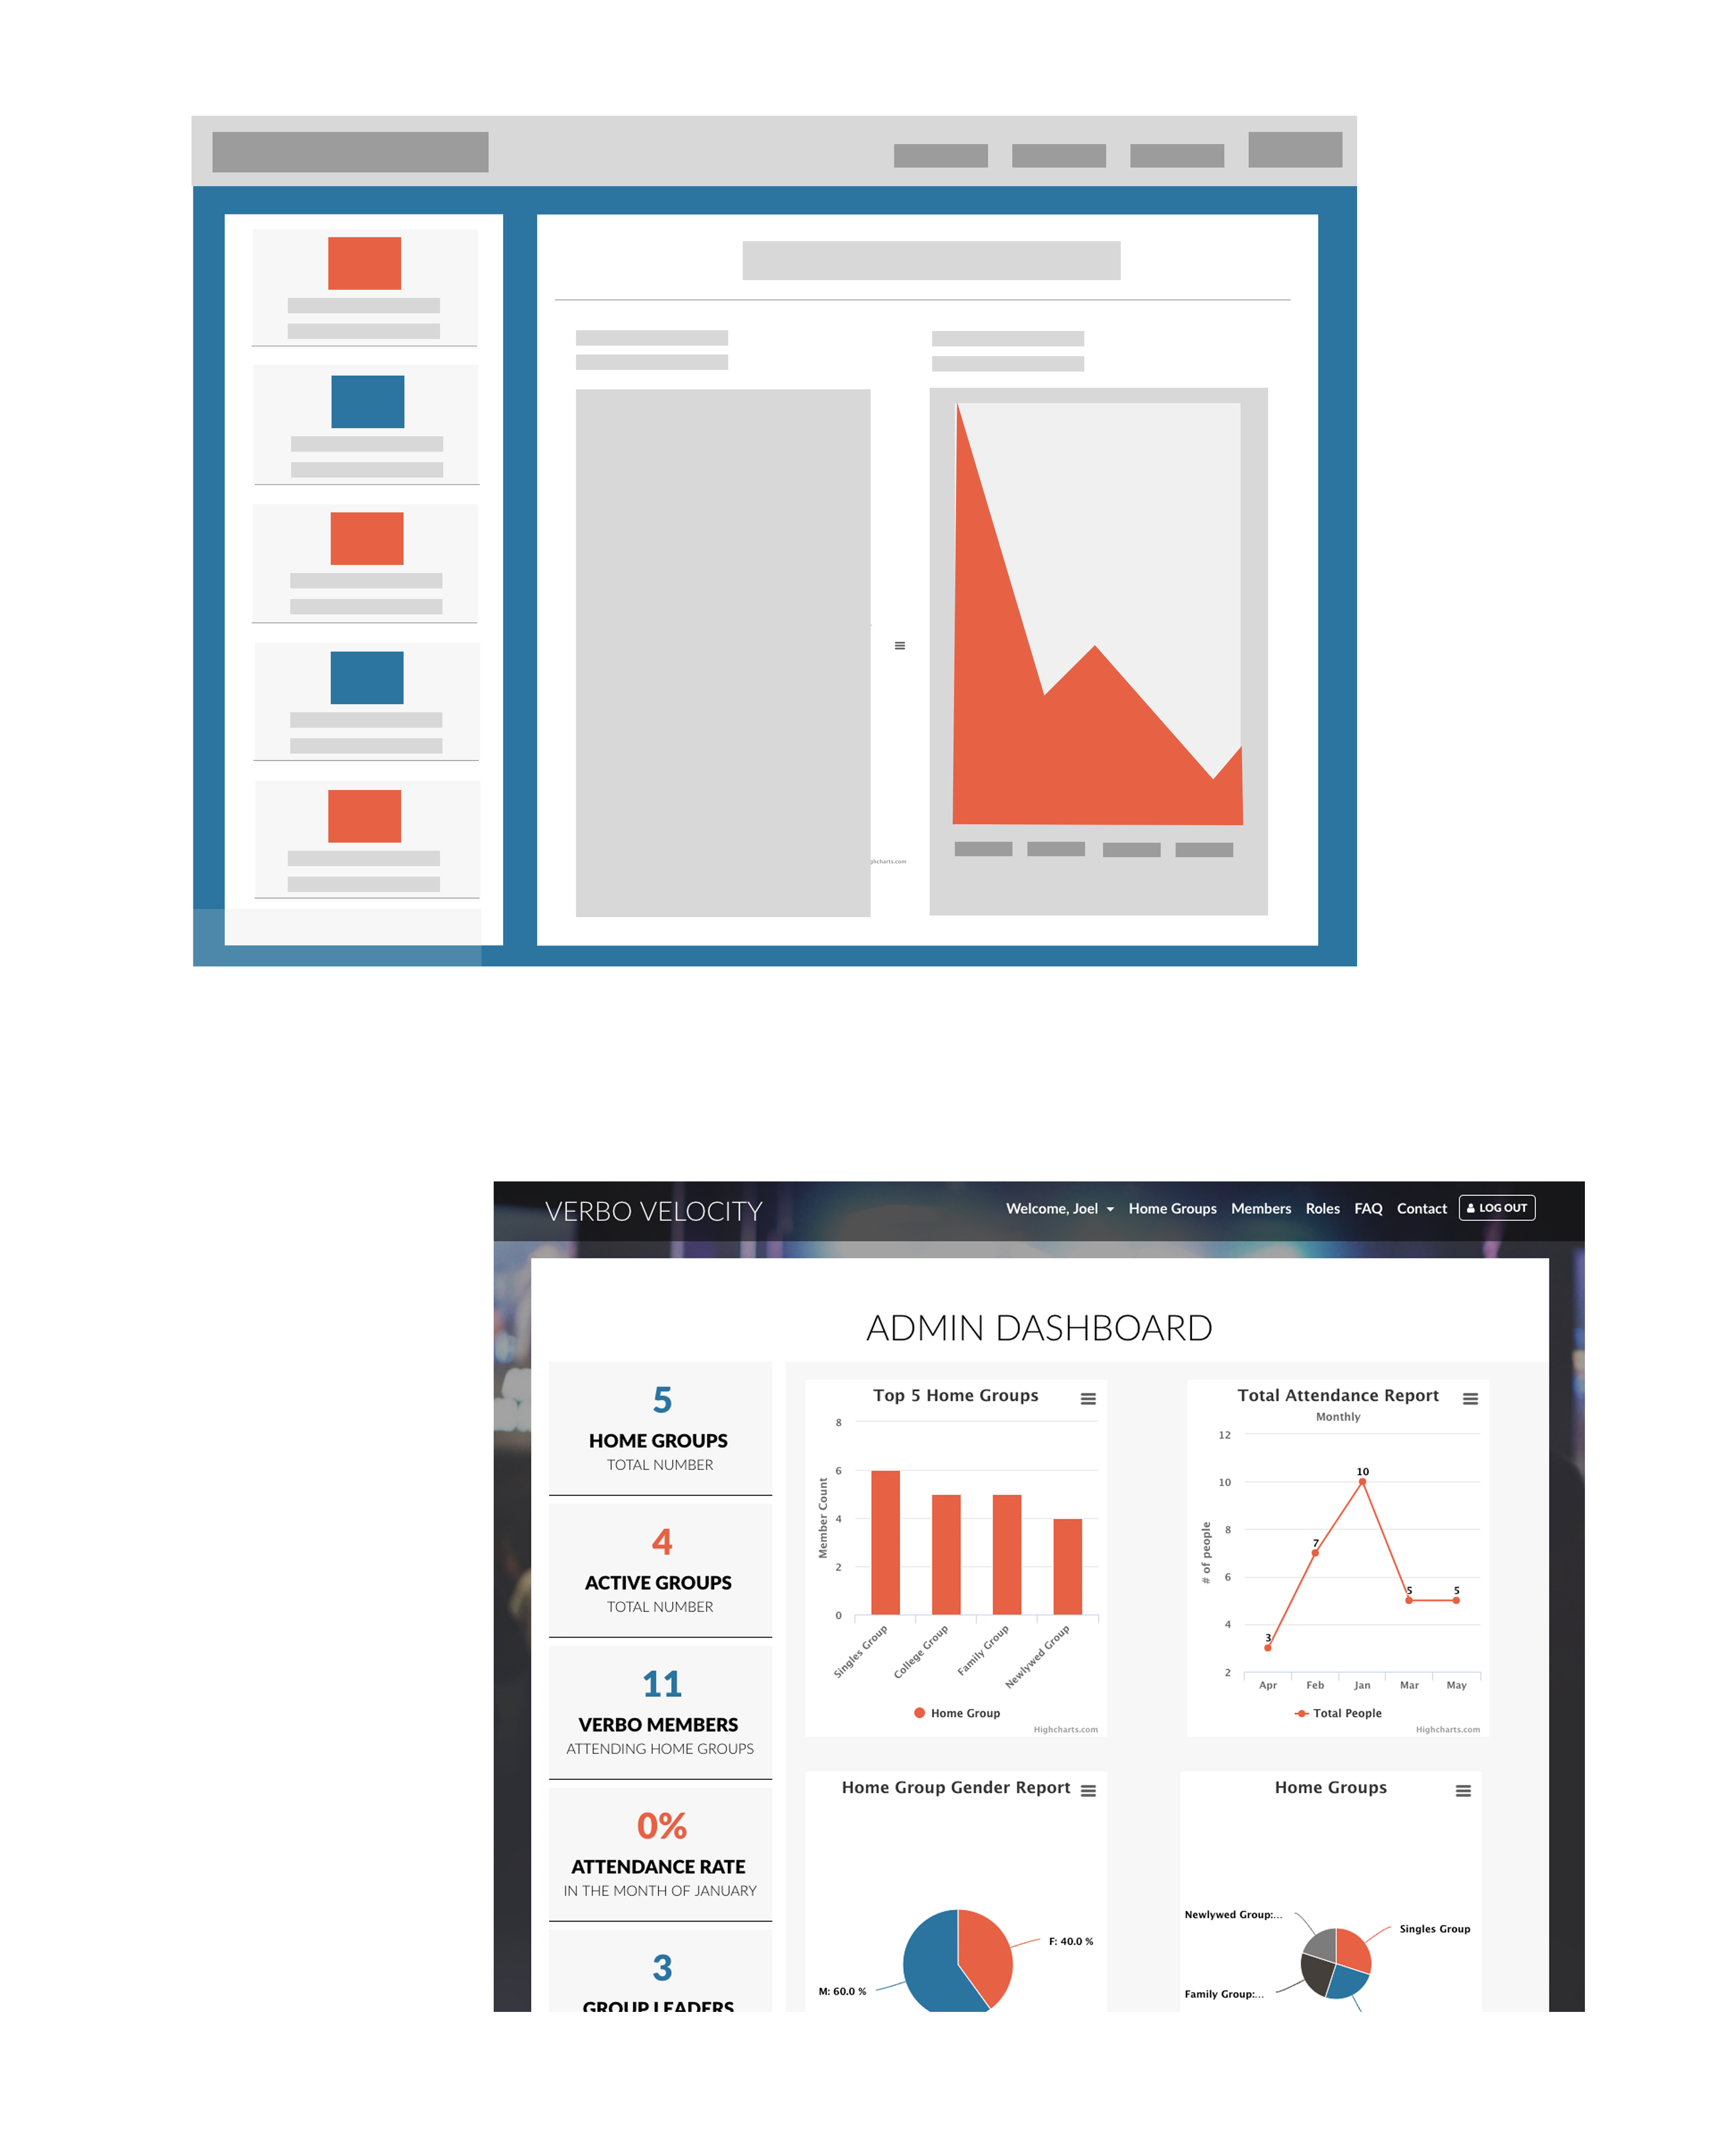 ghcharts.com
VERBO VELOCITY
Welcome, Joel
Home Groups
Members
Roles
FAQ
Contact
LOG OUT
ADMIN DASHBOARD
5
HOME GROUPS
TOTAL NUMBER
4
ACTIVE GROUPS
TOTAL NUMBER
11
VERBO MEMBERS
ATTENDING HOME GROUPS
0%
ATTENDANCE RATE
IN THE MONTH OF JANUARY
3
GROUP LEADERS
Top 5 Home Groups
Member Count
8
6
4
2
0
Singles Group
College Group
Family Group
Newlywed Group
Home Group
Highcharts.com
Total Attendance Report
Monthly
# of people
12
10
8
6
4
2
3
7
10
5
5
Apr
Feb
Jan
Mar
May
Total People
Highcharts.com
Home Group Gender Report
F: 40.0 %
M: 60.0 %
Home Groups
Newlywed Group:...
Singles Group
Family Group:...